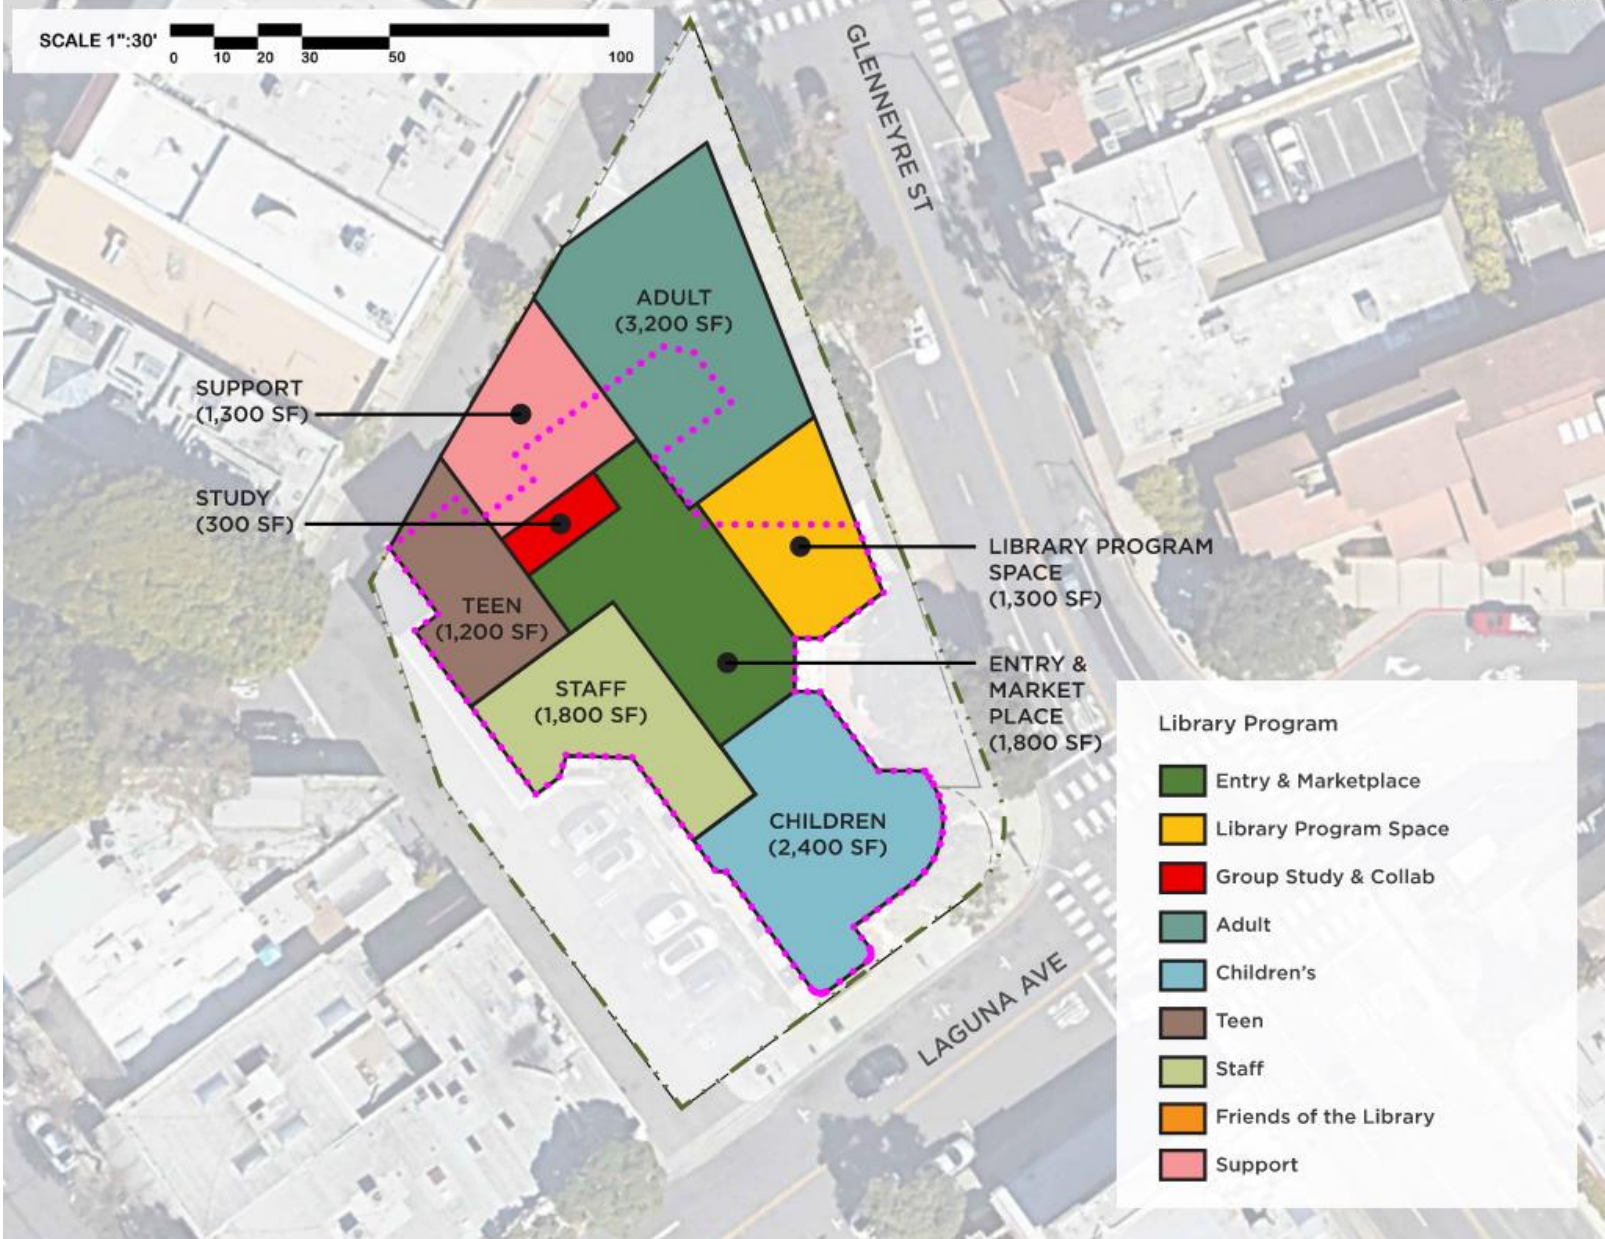 SCALE 1":30'
0 10 20 30 50 100
GLENNEYRE ST
ADULT
(3,200 SF)
SUPPORT
(1,300 SF)
STUDY
(300 SF)
LIBRARY PROGRAM
SPACE
(1,300 SF)
TEEN
(1,200 SF)
STAFF
(1,800 SF)
ENTRY &
MARKET
PLACE
(1,800 SF)
CHILDREN
(2,400 SF)
LAGUNA AVE
Library Program
Entry & Marketplace
Library Program Space
Group Study & Collab
Adult
Children's
Teen
Staff
Friends of the Library
Support